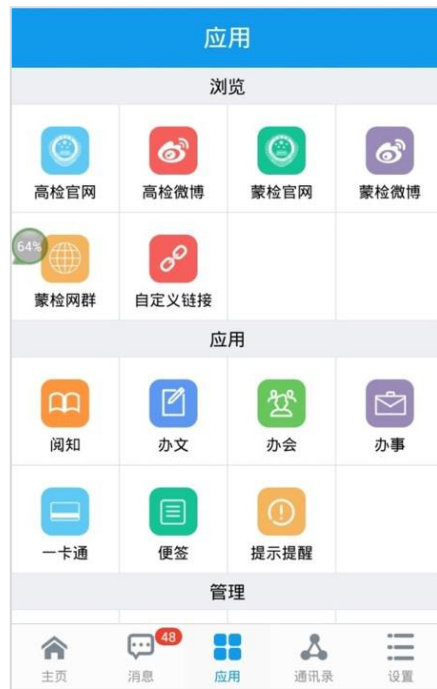 应用
浏览
高检官网 高检微博 蒙检官网 蒙检微博
64%
蒙检网群 自定义链接
应用
阅知 办文 办会 办事
一卡通 便签 提示提醒
管理
48
主页 消息 应用 通讯录 设置